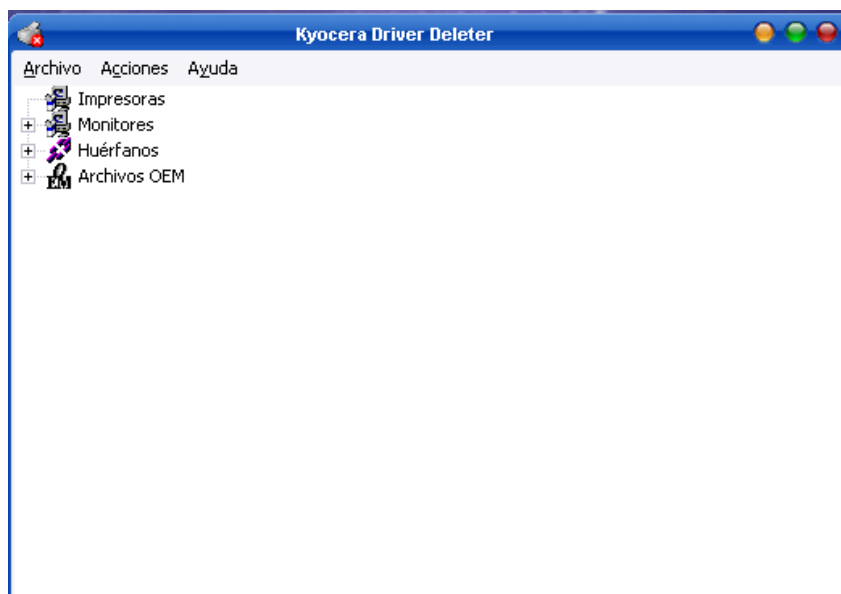 Kyocera Driver Deleter
Archivo Acciones Ayuda
Impresoras
Monitores
Huérfanos
Archivos OEM